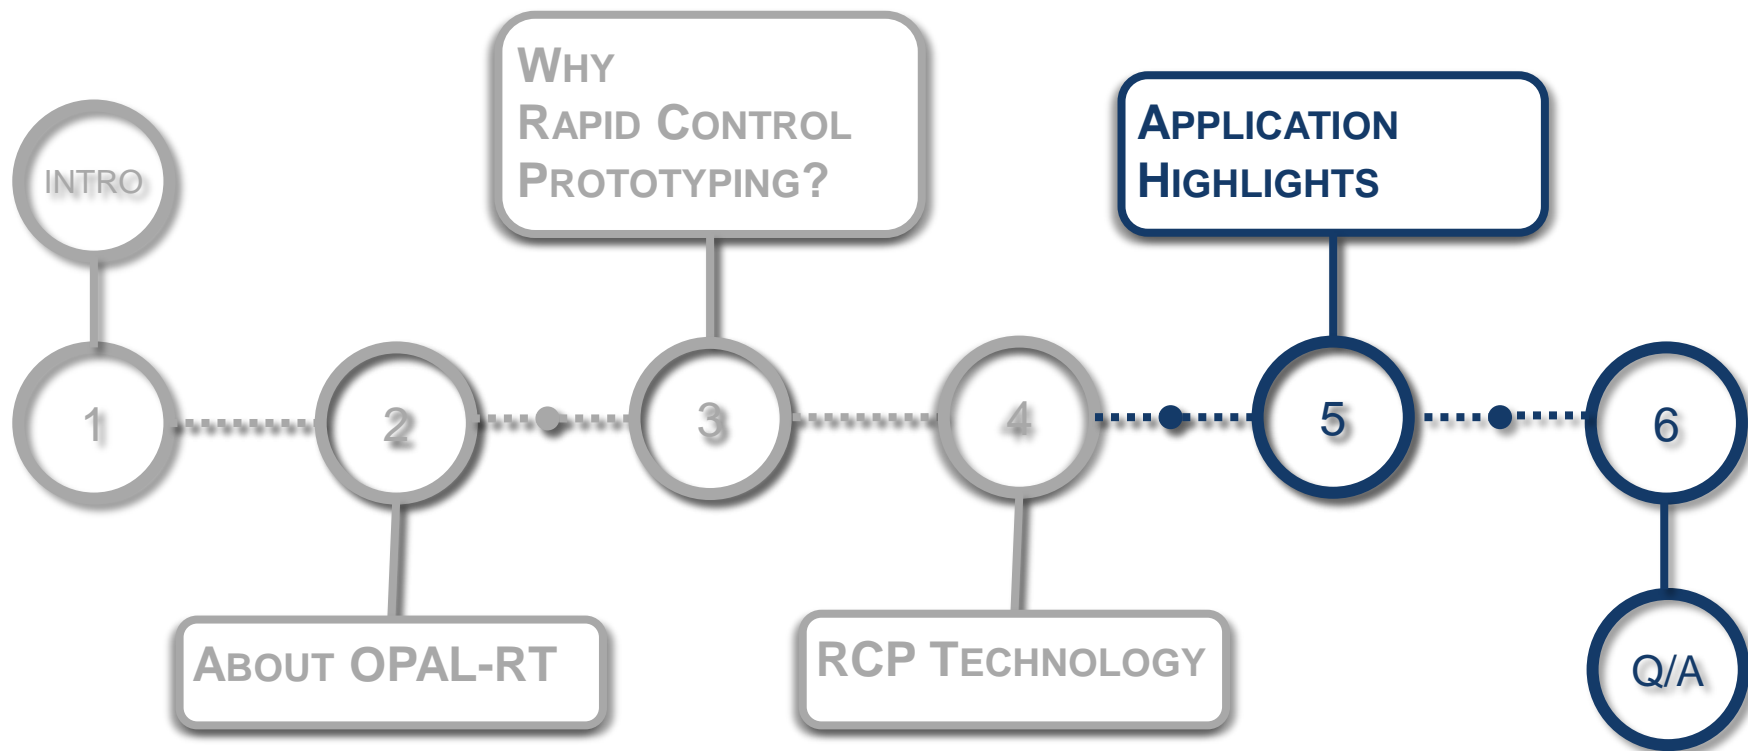 INTRO
1
2
ABOUT OPAL-RT
WHY
RAPID CONTROL
PROTOTYPING?
3
4
RCP TECHNOLOGY
APPLICATION
HIGHLIGHTS
5
6
Q/A